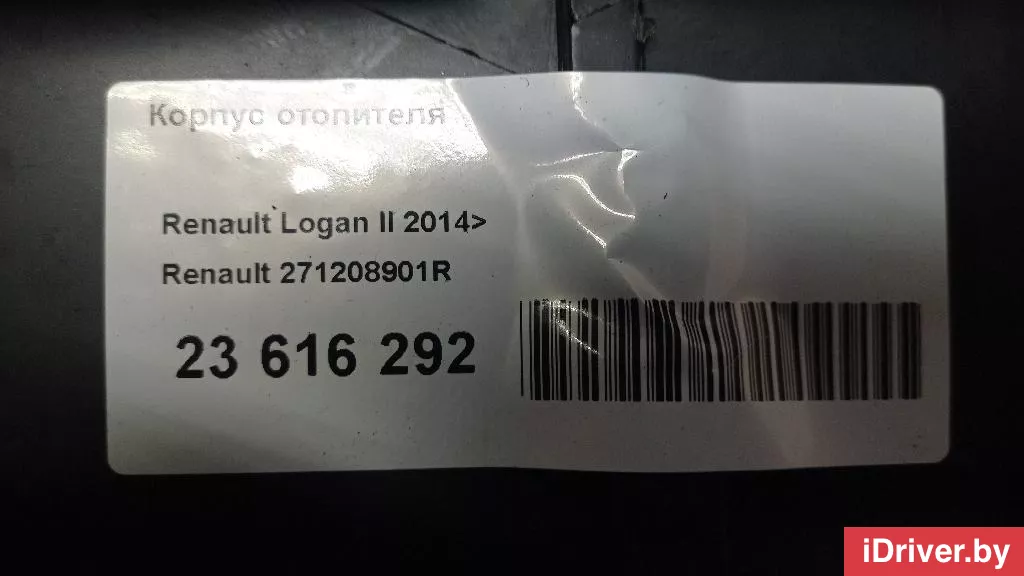 Корпус отопителя
Renault Logan II 2014>
Renault 271208901R
23 616 292
iDriver.by